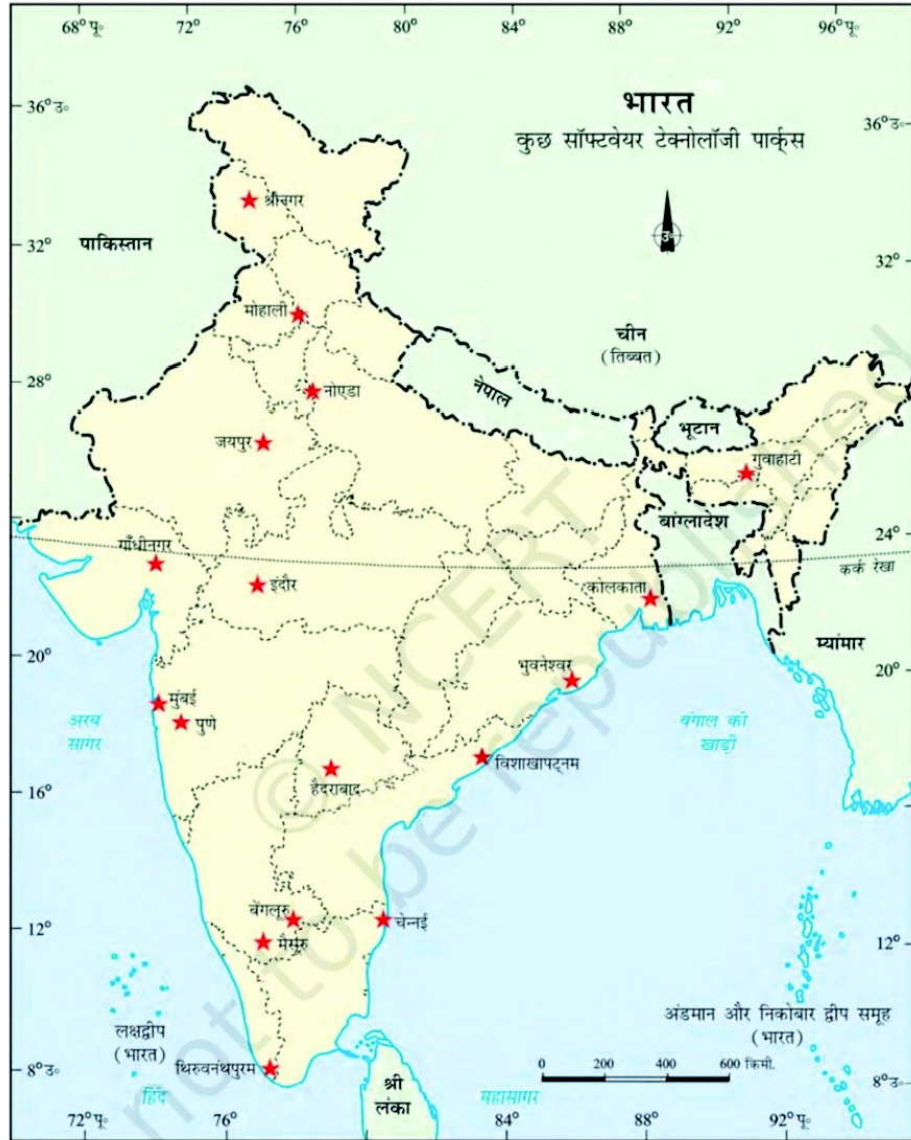 68° पू॰ 72° 76° 80° 84° 88° 92° 96° पू॰
36° उ॰
भारत
कुछ सॉफ्टवेयर टेक्नोलॉजी पार्क्स
36° उ॰
उ॰
श्रीनगर
पाकिस्तान
32°
32°
मोहाली
चीन
(तिब्बत)
28°
नोएडा
नेपाल
भूटान
जयपुर
गुवाहाटी
बांग्लादेश
गाँधीनगर
24°
कर्क रेखा
इंदौर
कोलकाता
म्यांमार
20°
20°
भुवनेश्वर
मुंबई
पुणे
अरब
सागर
बंगाल की
खाड़ी
विशाखापट्नम
हैदराबाद
16°
बेंगलूरु
चेन्नई
12°
मैसूरु
12°
लक्षद्वीप
(भारत)
अंडमान और निकोबार द्वीप समूह
(भारत)
थिरुवनंथपुरम
0 200 400 600 किमी.
8° उ॰
8° उ॰
श्री
लंका
हिंद
महासागर
72° पू॰ 76° 84° 88° 92° पू॰
© NCERT
not to be republished